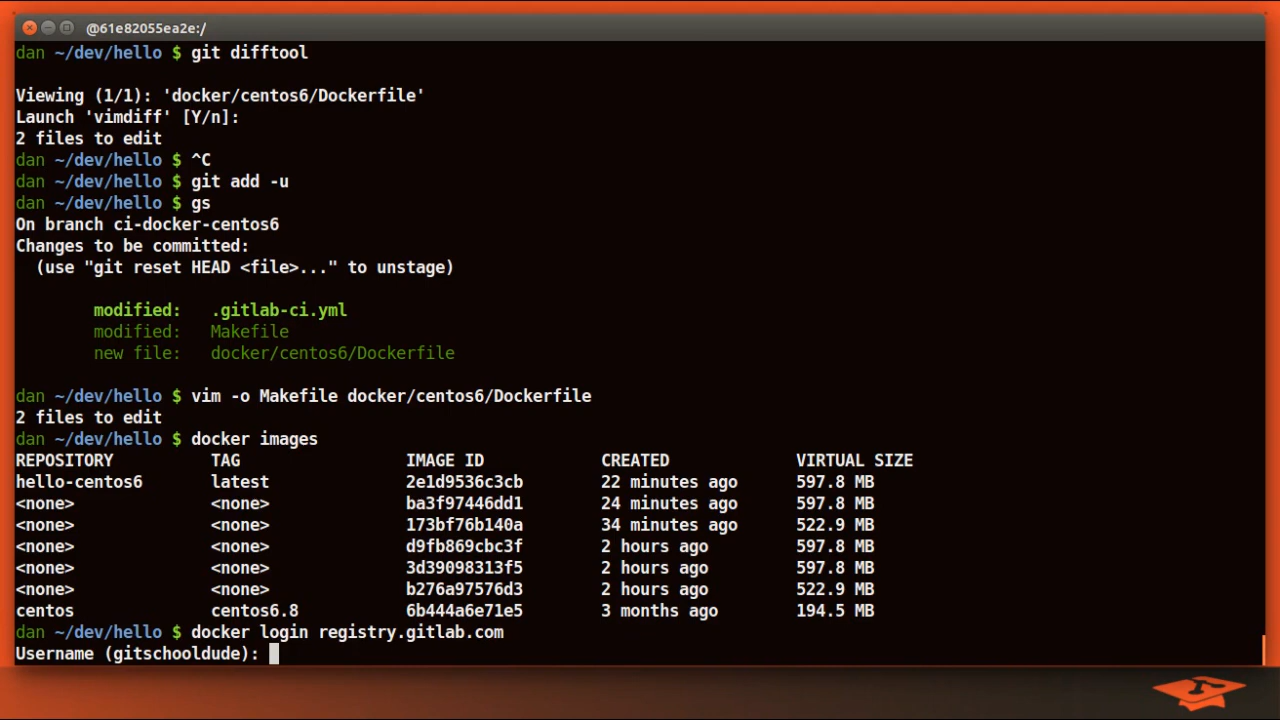 @61e82055ea2e:/
dan ~/dev/hello $ git difftool
Viewing (1/1): 'docker/centos6/Dockerfile'
Launch 'vimdiff' [Y/n]:
2 files to edit
dan ~/dev/hello $ ^C
dan ~/dev/hello $ git add -u
dan ~/dev/hello $ gs
On branch ci-docker-centos6
Changes to be committed:
(use "git reset HEAD <file>..." to unstage)
modified: .gitlab-ci.yml
modified: Makefile
new file: docker/centos6/Dockerfile
dan ~/dev/hello $ vim -o Makefile docker/centos6/Dockerfile
2 files to edit
dan ~/dev/hello $ docker images
REPOSITORY TAG IMAGE ID CREATED VIRTUAL SIZE
hello-centos6 latest 2e1d9536c3cb 22 minutes ago 597.8 MB
<none> <none> ba3f97446dd1 24 minutes ago 597.8 MB
<none> <none> 173bf76b140a 34 minutes ago 522.9 MB
<none> <none> d9fb869cbc3f 2 hours ago 597.8 MB
<none> <none> 3d39098313f5 2 hours ago 597.8 MB
<none> <none> b276a97576d3 2 hours ago 522.9 MB
centos centos6.8 6b444a6e71e5 3 months ago 194.5 MB
dan ~/dev/hello $ docker login registry.gitlab.com
Username (gitschooldude):